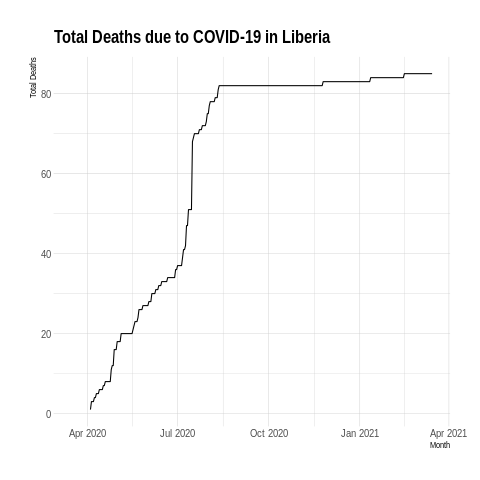 Total Deaths due to COVID-19 in Liberia
Total Deaths
80
60
40
20
0
Apr 2020 Jul 2020 Oct 2020 Jan 2021 Apr 2021
Month